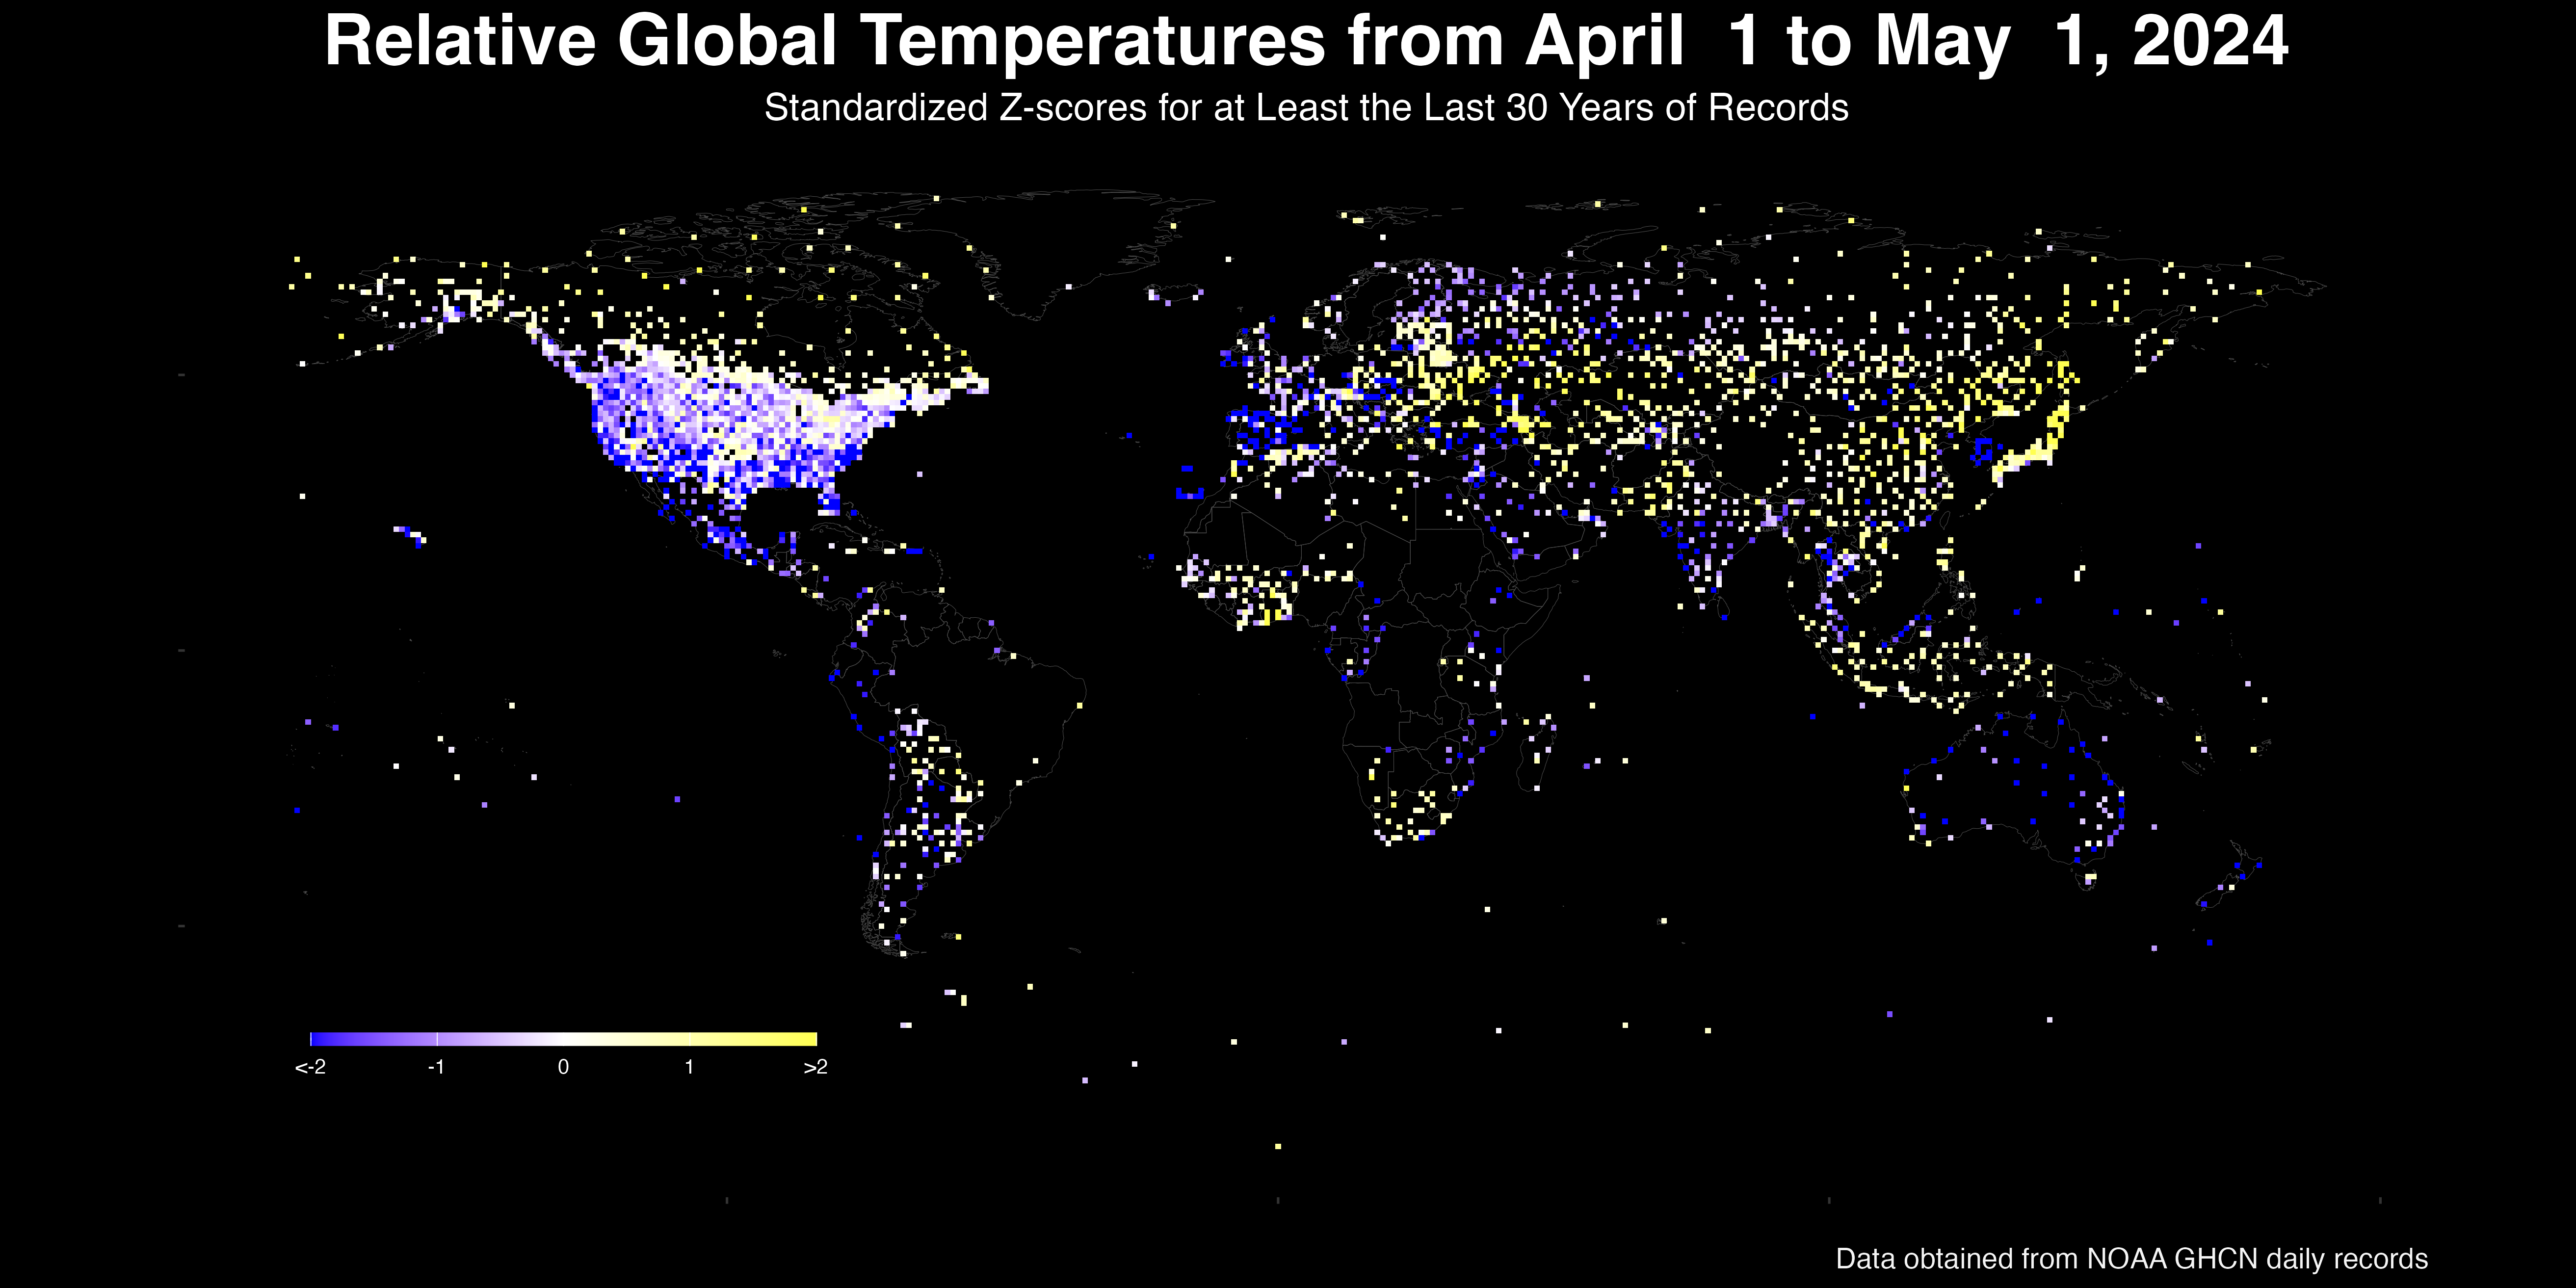 Relative Global Temperatures from April  1 to May  1, 2024
Standardized Z-scores for at Least the Last 30 Years of Records
<-2 -1 0 1 >2
Data obtained from NOAA GHCN daily records